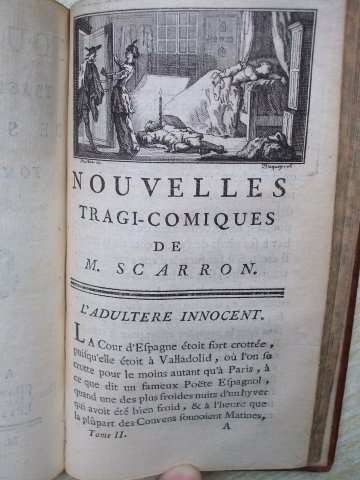 NOUVELLES
TRAGI-COMIQUES
DE
M. SCARRON.
L'ADULTERE INNOCENT.
LA Cour d'Espagne étoit fort crottée,
puisqu'elle étoit à Valladolid, où l'on se
crotte pour le moins autant qu'à Paris, à
ce que dit un fameux Poëte Espagnol,
quand une des plus froides nuits d'un hyver
qui avoit été bien froid, & à l'heure que
la plûpart des Convens sonnoient Matines,
Tome II. A